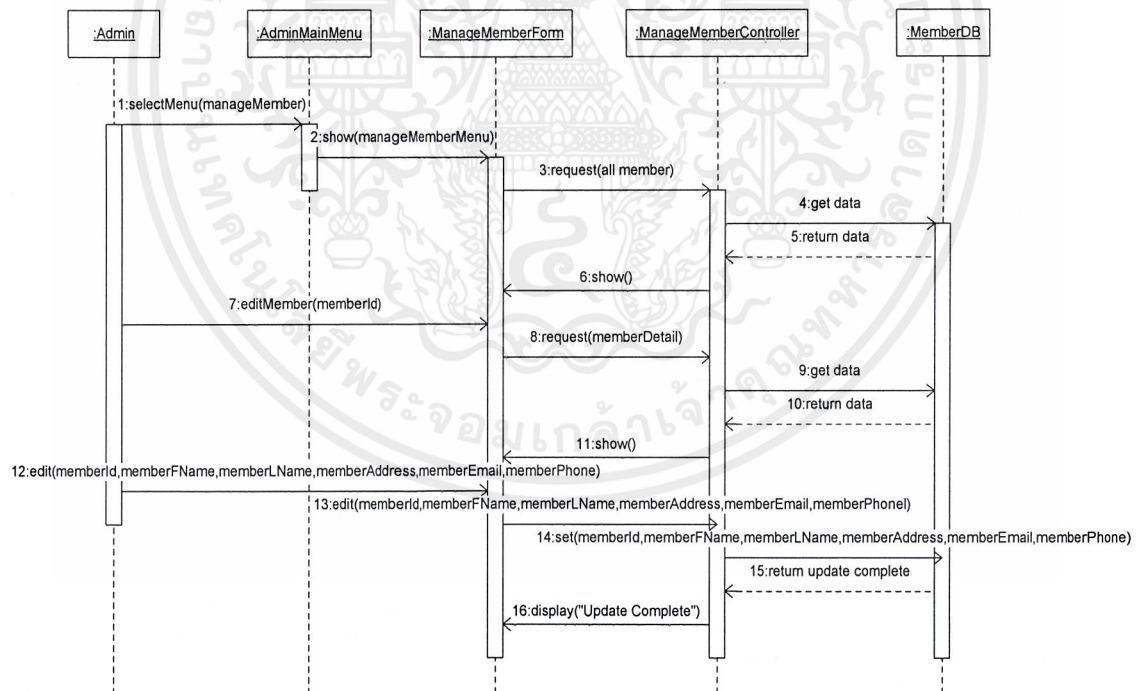 :Admin
:AdminMainMenu
:ManageMemberForm
:ManageMemberController
:MemberDB
1:selectMenu(manageMember)
2:show(manageMemberMenu)
3:request(all member)
4:get data
5:return data
6:show()
7:editMember(memberId)
8:request(memberDetail)
9:get data
10:return data
11:show()
12:edit(memberId,memberFName,memberLName,memberAddress,memberEmail,memberPhone)
13:edit(memberId,memberFName,memberLName,memberAddress,memberEmail,memberPhonel)
14:set(memberId,memberFName,memberLName,memberAddress,memberEmail,memberPhone)
15:return update complete
16:display("Update Complete")